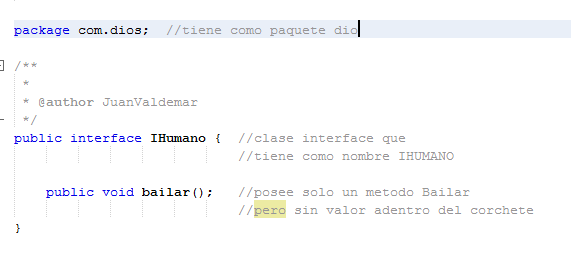 package com.dios;  //tiene como paquete dio
/**
 *
 * @author JuanValdemar
 */
public interface IHumano {  //clase interface que
//tiene como nombre IHUMANO
public void bailar();   //posee solo un metodo Bailar
//pero sin valor adentro del corchete
}